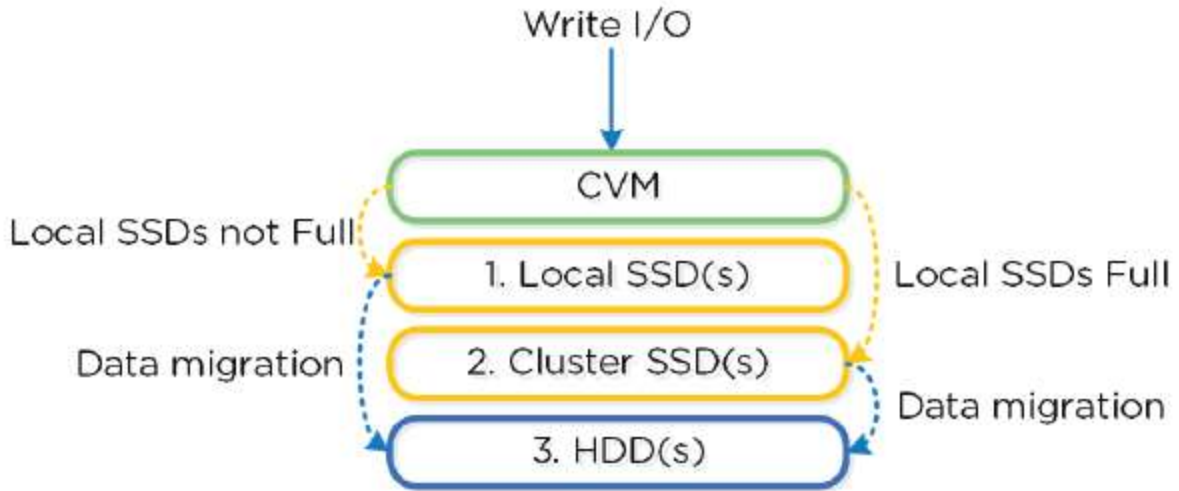 Write I/O
CVM
Local SSDs not Full
1. Local SSD(s)
Local SSDs Full
2. Cluster SSD(s)
Data migration
Data migration
3. HDD(s)